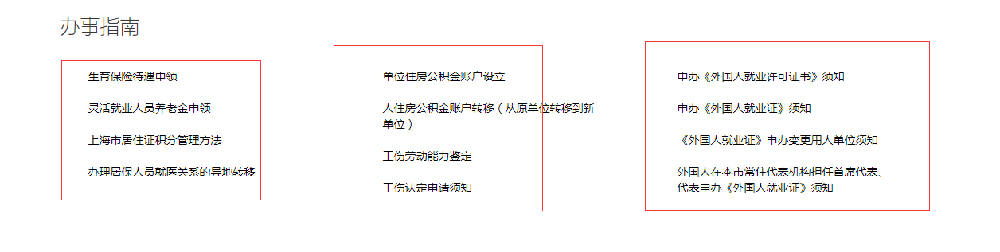 办事指南
生育保险待遇申领
灵活就业人员养老金申领
上海市居住证积分管理方法
办理居保人员就医关系的异地转移
单位住房公积金账户设立
人住房公积金账户转移（从原单位转移到新
单位）
工伤劳动能力鉴定
工伤认定申请须知
申办《外国人就业许可证书》须知
申办《外国人就业证》须知
《外国人就业证》申办变更用人单位须知
外国人在本市常住代表机构担任首席代表、
代表申办《外国人就业证》须知